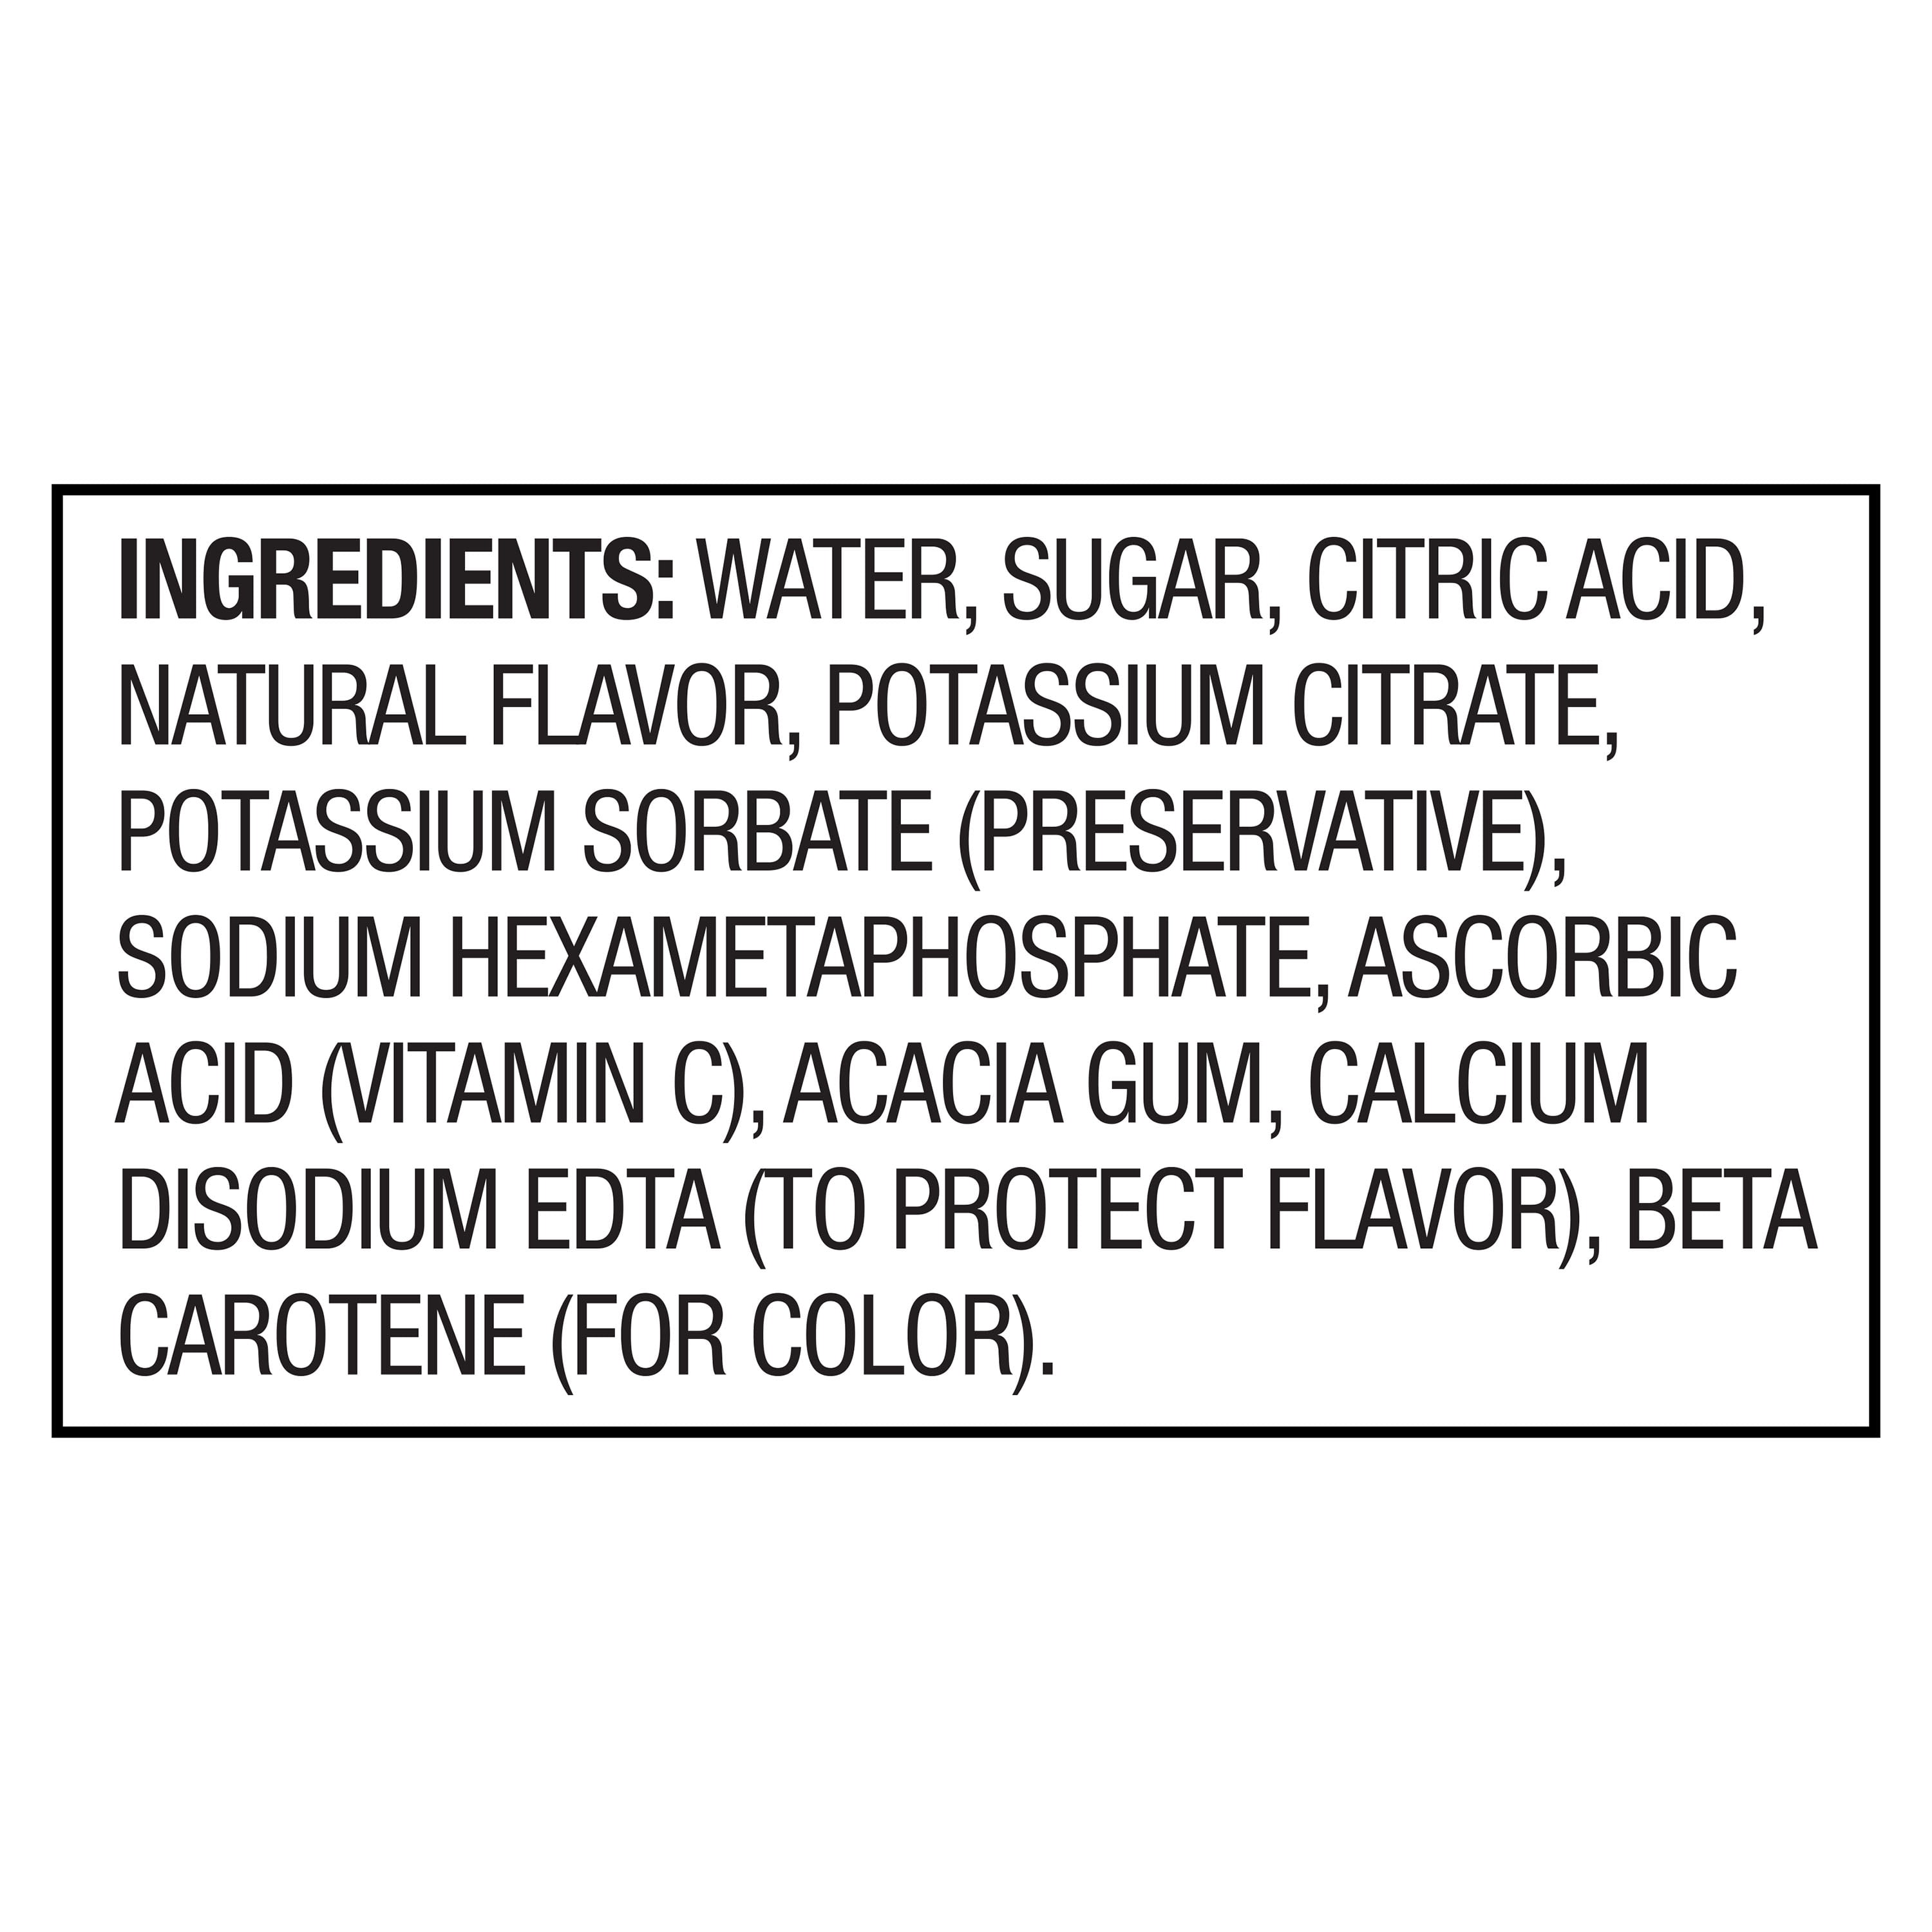 INGREDIENTS: WATER, SUGAR, CITRIC ACID,
NATURAL FLAVOR, POTASSIUM CITRATE,
POTASSIUM SORBATE (PRESERVATIVE),
SODIUM HEXAMETAPHOSPHATE, ASCORBIC
ACID (VITAMIN C), ACACIA GUM, CALCIUM
DISODIUM EDTA (TO PROTECT FLAVOR), BETA
CAROTENE (FOR COLOR).